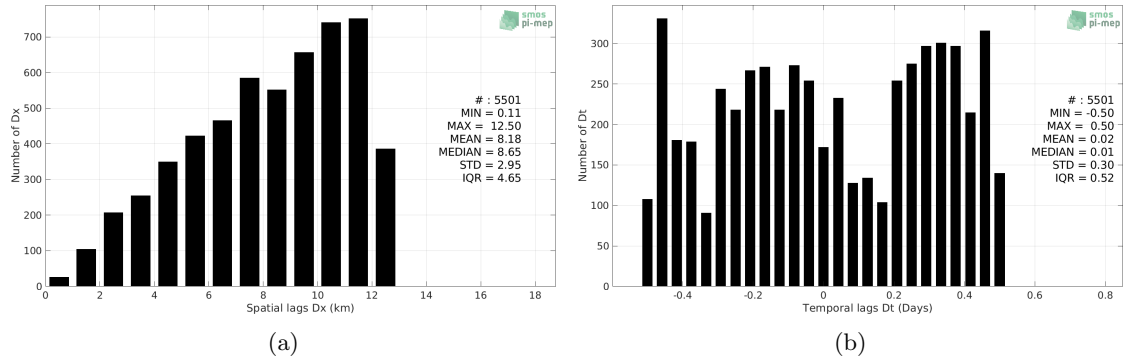 smos
pi-mep
700
600
500
400
300
200
100
0
Number of Dx
# : 5501
MIN = 0.11
MAX = 12.50
MEAN = 8.18
MEDIAN = 8.65
STD = 2.95
IQR = 4.65
0 2 4 6 8 10 12 14 16 18
Spatial lags Dx (km)
(a)
smos
pi-mep
300
250
200
150
100
50
0
Number of Dt
# : 5501
MIN = -0.50
MAX = 0.50
MEAN = 0.02
MEDIAN = 0.01
STD = 0.30
IQR = 0.52
-0.4 -0.2 0 0.2 0.4 0.6 0.8
Temporal lags Dt (Days)
(b)